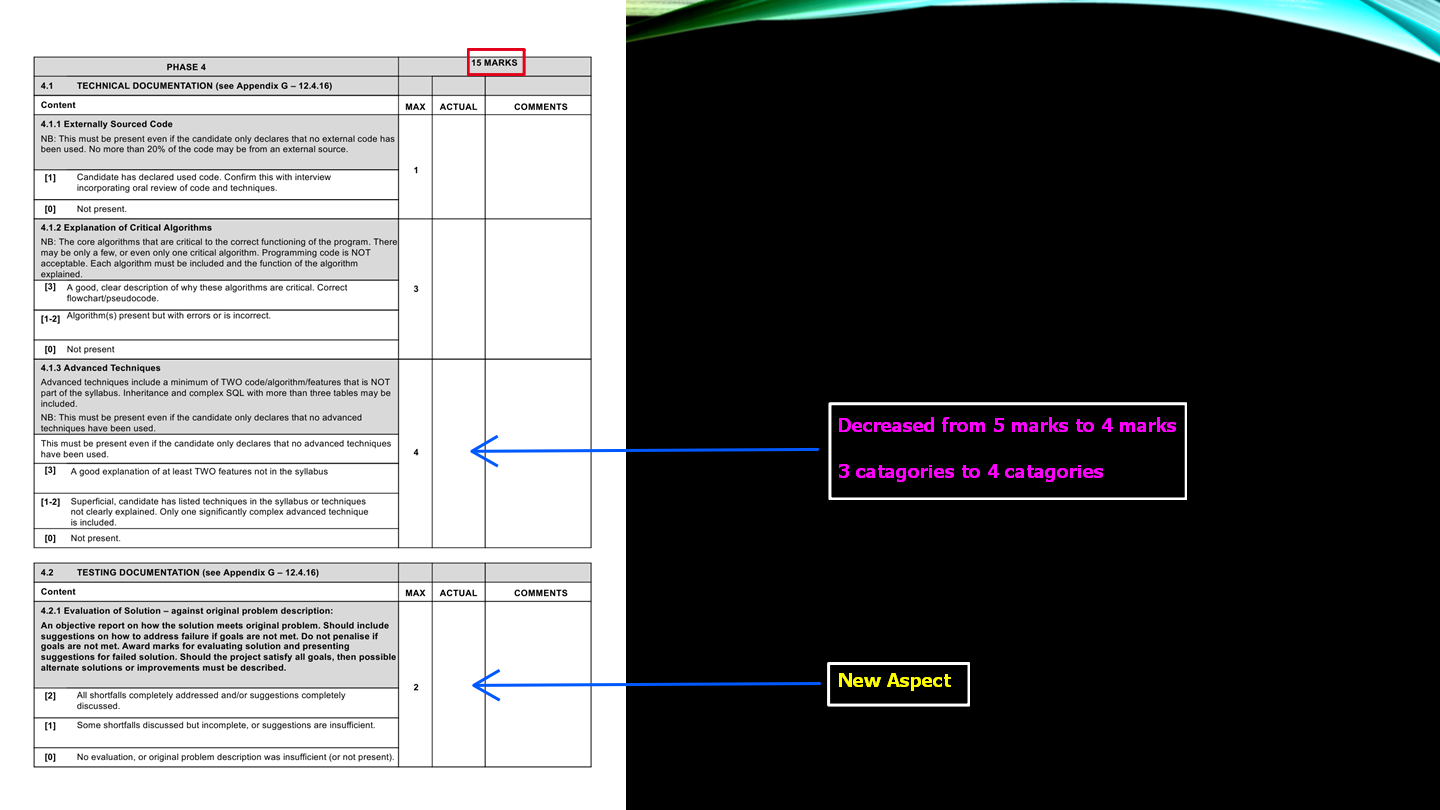 PHASE 4
15 MARKS
4.1 TECHNICAL DOCUMENTATION (see Appendix G – 12.4.16)
Content MAX ACTUAL COMMENTS
4.1.1 Externally Sourced Code
NB: This must be present even if the candidate only declares that no external code has
been used. No more than 20% of the code may be from an external source.
1
[1] Candidate has declared used code. Confirm this with interview
incorporating oral review of code and techniques.
[0] Not present.
4.1.2 Explanation of Critical Algorithms
NB: The core algorithms that are critical to the correct functioning of the program. There
may be only a few, or even only one critical algorithm. Programming code is NOT
acceptable. Each algorithm must be included and the function of the algorithm
explained.
3
[3] A good, clear description of why these algorithms are critical. Correct
flowchart/pseudocode.
[1-2] Algorithm(s) present but with errors or is incorrect.
[0] Not present
4.1.3 Advanced Techniques
Advanced techniques include a minimum of TWO code/algorithm/features that is NOT
part of the syllabus. Inheritance and complex SQL with more than three tables may be
included.
NB: This must be present even if the candidate only declares that no advanced
techniques have been used.
This must be present even if the candidate only declares that no advanced techniques
have been used.
4
[3] A good explanation of at least TWO features not in the syllabus
[1-2] Superficial, candidate has listed techniques in the syllabus or techniques
not clearly explained. Only one significantly complex advanced technique
is included.
[0] Not present.
Decreased from 5 marks to 4 marks
3 catagories to 4 catagories
4.2 TESTING DOCUMENTATION (see Appendix G – 12.4.16)
Content MAX ACTUAL COMMENTS
4.2.1 Evaluation of Solution – against original problem description:
An objective report on how the solution meets original problem. Should include
suggestions on how to address failure if goals are not met. Do not penalise if
goals are not met. Award marks for evaluating solution and presenting
suggestions for failed solution. Should the project satisfy all goals, then possible
alternate solutions or improvements must be described.
2
[2] All shortfalls completely addressed and/or suggestions completely
discussed.
[1] Some shortfalls discussed but incomplete, or suggestions are insufficient.
[0] No evaluation, or original problem description was insufficient (or not present).
New Aspect